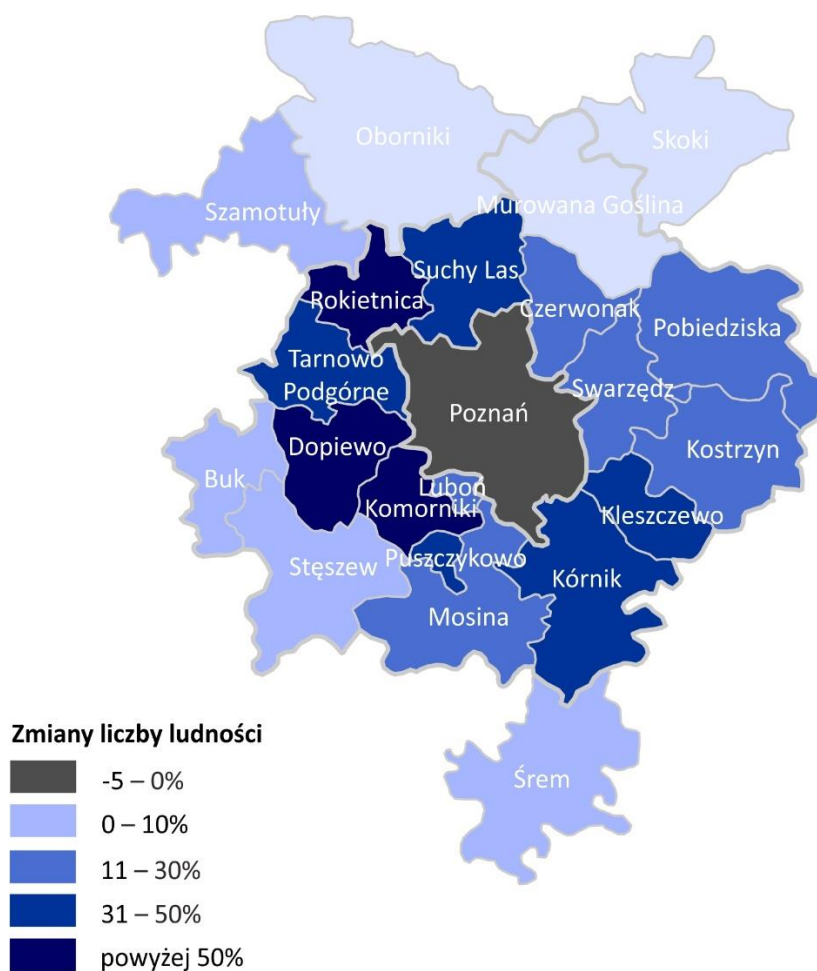 Oborniki
Skoki
Szamotuły
Murowana Goślina
Suchy Las
Rokietnica
Czerwonak
Pobiedziska
Tarnowo
Podgórne
Swarzędz
Poznań
Dopiewo
Kostrzyn
Buk
Luboń
Komorniki
Kleszczewo
Puszczykowo
Stęszew
Kórnik
Mosina
Śrem
Zmiany liczby ludności
-5 – 0%
0 – 10%
11 – 30%
31 – 50%
powyżej 50%